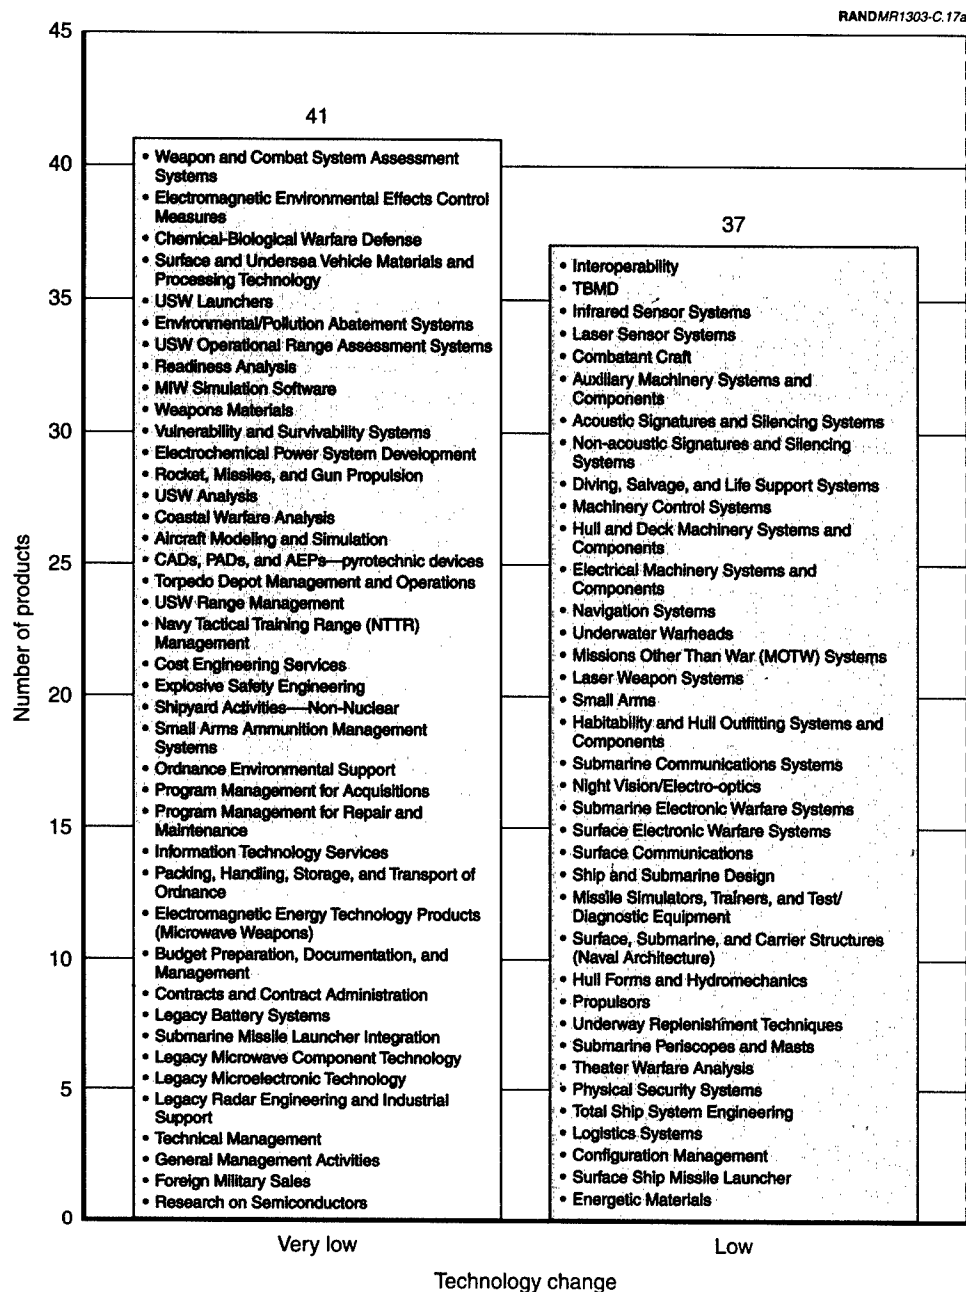 RANDMR1303-C.17a
45
40
35
30
25
20
15
10
5
0
Number of products
41
• Weapon and Combat System Assessment
Systems
• Electromagnetic Environmental Effects Control
Measures
• Chemical-Biological Warfare Defense
• Surface and Undersea Vehicle Materials and
Processing Technology
• USW Launchers
• Environmental/Pollution Abatement Systems
• USW Operational Range Assessment Systems
• Readiness Analysis
• MIW Simulation Software
• Weapons Materials
• Vulnerability and Survivability Systems
• Electrochemical Power System Development
• Rocket, Missiles, and Gun Propulsion
• USW Analysis
• Coastal Warfare Analysis
• Aircraft Modeling and Simulation
• CADs, PADs, and AEPs—pyrotechnic devices
• Torpedo Depot Management and Operations
• USW Range Management
• Navy Tactical Training Range (NTTR)
Management
• Cost Engineering Services
• Explosive Safety Engineering
• Shipyard Activities—Non-Nuclear
• Small Arms Ammunition Management
Systems
• Ordnance Environmental Support
• Program Management for Acquisitions
• Program Management for Repair and
Maintenance
• Information Technology Services
• Packing, Handling, Storage, and Transport of
Ordnance
• Electromagnetic Energy Technology Products
(Microwave Weapons)
• Budget Preparation, Documentation, and
Management
• Contracts and Contract Administration
• Legacy Battery Systems
• Submarine Missile Launcher Integration
• Legacy Microwave Component Technology
• Legacy Microelectronic Technology
• Legacy Radar Engineering and Industrial
Support
• Technical Management
• General Management Activities
• Foreign Military Sales
• Research on Semiconductors
37
• Interoperability
• TBMD
• Infrared Sensor Systems
• Laser Sensor Systems
• Combatant Craft
• Auxiliary Machinery Systems and
Components
• Acoustic Signatures and Silencing Systems
• Non-acoustic Signatures and Silencing
Systems
• Diving, Salvage, and Life Support Systems
• Machinery Control Systems
• Hull and Deck Machinery Systems and
Components
• Electrical Machinery Systems and
Components
• Navigation Systems
• Underwater Warheads
• Missions Other Than War (MOTW) Systems
• Laser Weapon Systems
• Small Arms
• Habitability and Hull Outfitting Systems and
Components
• Submarine Communications Systems
• Night Vision/Electro-optics
• Submarine Electronic Warfare Systems
• Surface Electronic Warfare Systems
• Surface Communications
• Ship and Submarine Design
• Missile Simulators, Trainers, and Test/
Diagnostic Equipment
• Surface, Submarine, and Carrier Structures
(Naval Architecture)
• Hull Forms and Hydromechanics
• Propulsors
• Underway Replenishment Techniques
• Submarine Periscopes and Masts
• Theater Warfare Analysis
• Physical Security Systems
• Total Ship System Engineering
• Logistics Systems
• Configuration Management
• Surface Ship Missile Launcher
• Energetic Materials
Very low
Low
Technology change